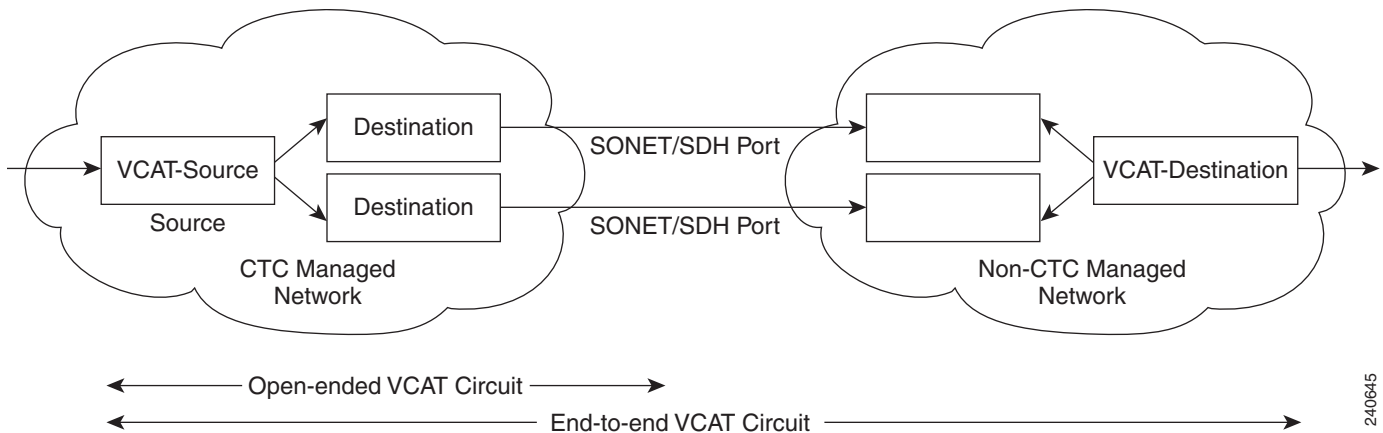 Destination
SONET/SDH Port
VCAT-Source
VCAT-Destination
Source
Destination
SONET/SDH Port
CTC Managed
Network
Non-CTC Managed
Network
Open-ended VCAT Circuit
End-to-end VCAT Circuit
240645